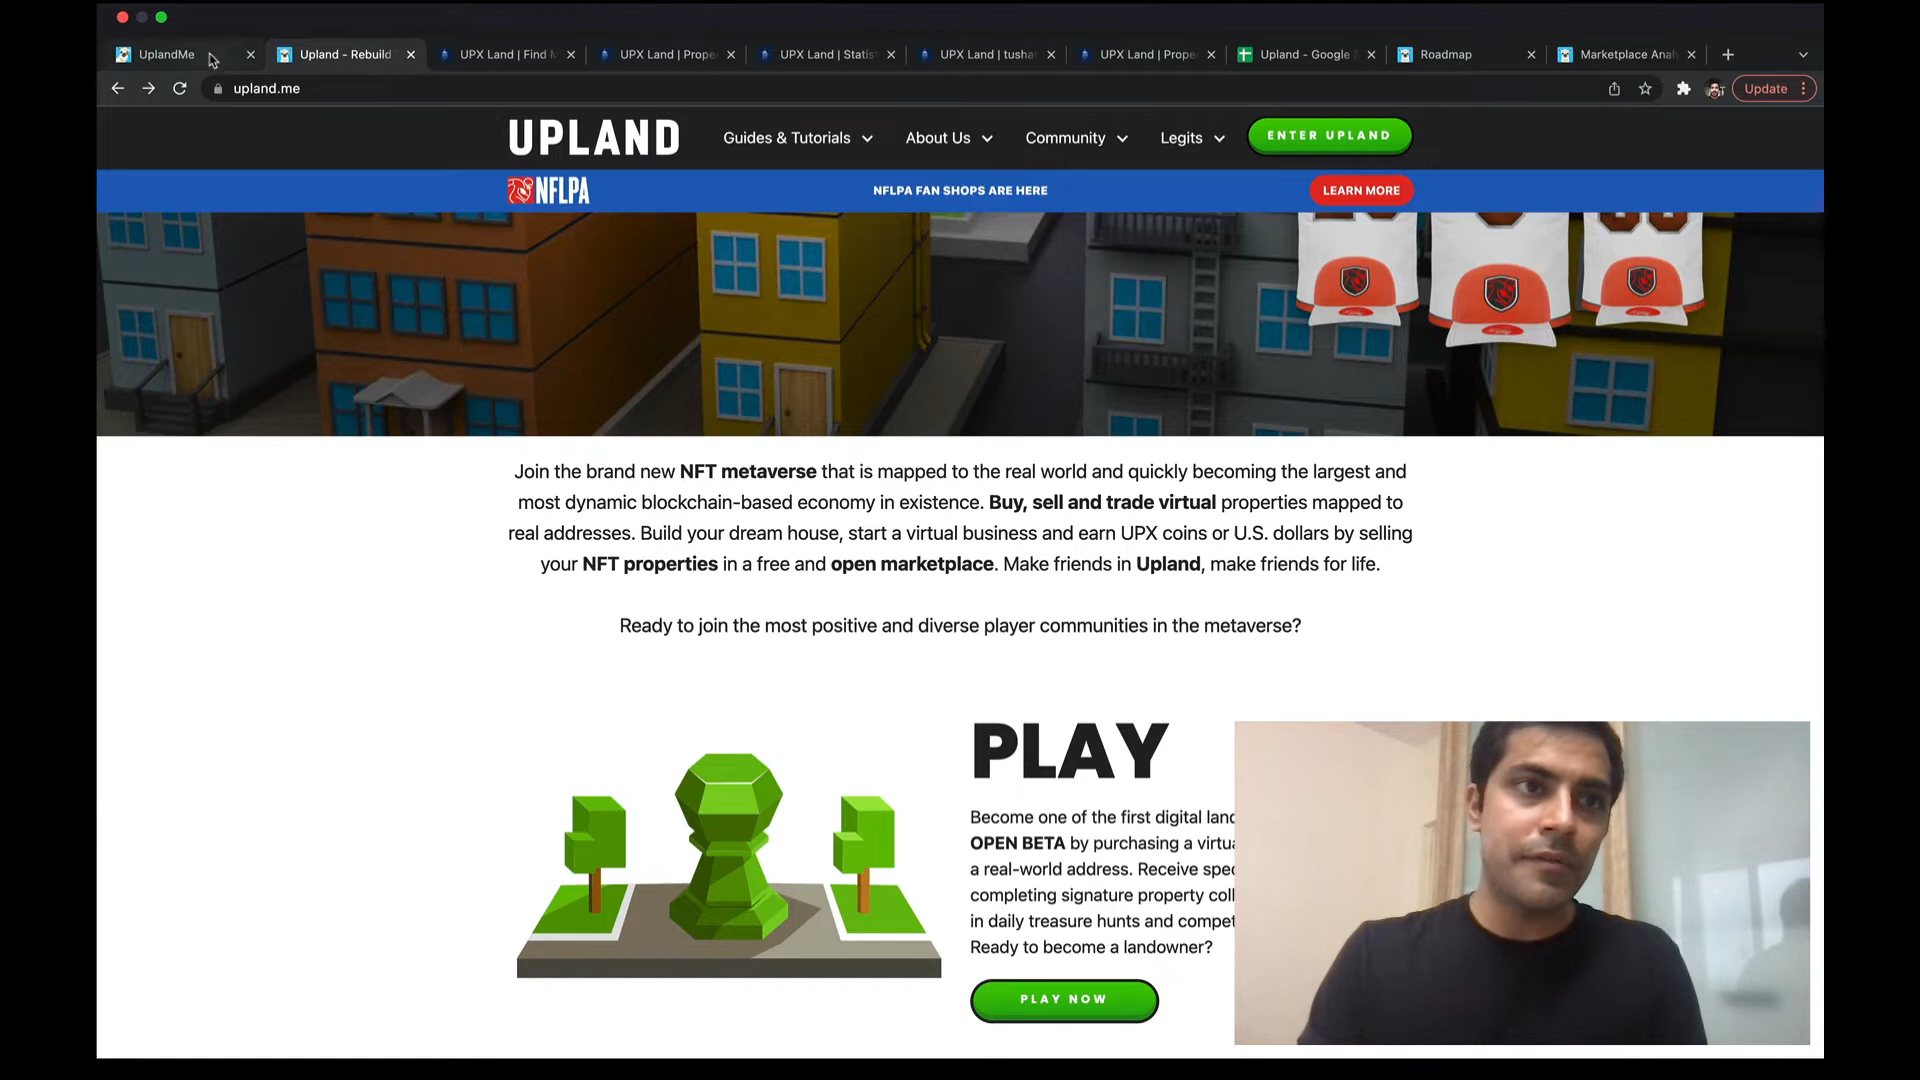 UplandMe
Upland - Rebuild
UPX Land | Find M
UPX Land | Prope
UPX Land | Statis
UPX Land | tushar
UPX Land | Prope
Upland - Google S
Roadmap
Marketplace Analy
upland.me
Update
UPLAND
Guides & Tutorials
About Us
Community
Legits
ENTER UPLAND
NFLPA
NFLPA FAN SHOPS ARE HERE
LEARN MORE
Join the brand new NFT metaverse that is mapped to the real world and quickly becoming the largest and
most dynamic blockchain-based economy in existence. Buy, sell and trade virtual properties mapped to
real addresses. Build your dream house, start a virtual business and earn UPX coins or U.S. dollars by selling
your NFT properties in a free and open marketplace. Make friends in Upland, make friends for life.
Ready to join the most positive and diverse player communities in the metaverse?
PLAY
Become one of the first digital land
OPEN BETA by purchasing a virtua
a real-world address. Receive spec
completing signature property coll
in daily treasure hunts and compet
Ready to become a landowner?
PLAY NOW